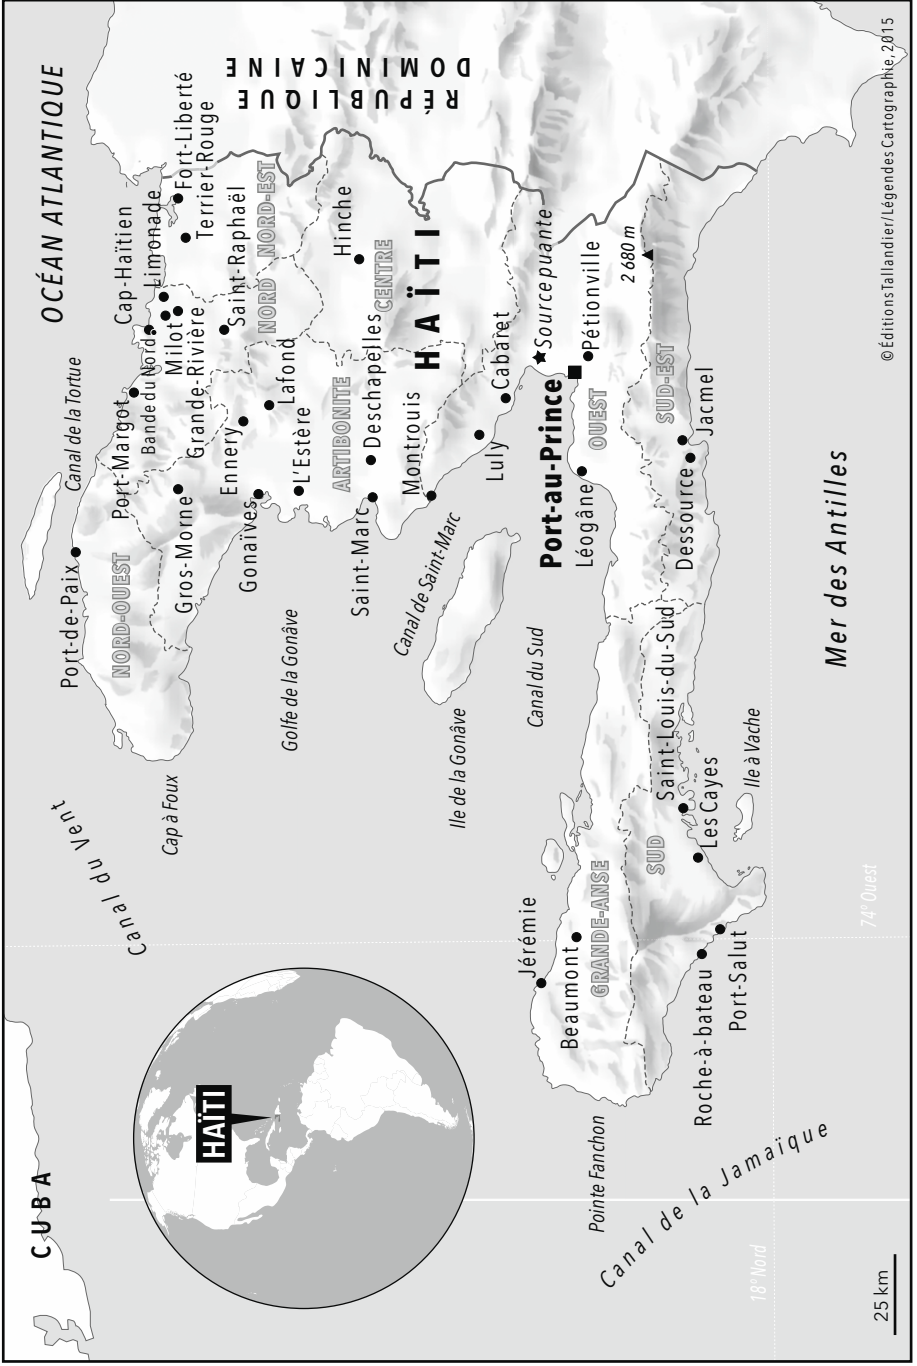 CUBA
OCÉAN ATLANTIQUE
Canal du Vent
Canal de la Tortue
Port-de-Paix
NORD-OUEST
Port-Margot
Cap-Haïtien
Bande du Nord
Limonade
Fort-Liberté
Terrier-Rouge
Milot
Cap à Foux
Gros-Morne
Grande-Rivière
Saint-Raphaël
NORD
NORD-EST
HAÏTI
Ennery
Gonaïves
Lafond
L'Estère
RÉPUBLIQUE
DOMINICAINE
Golfe de la Gonâve
ARTIBONITE
Hinche
Saint-Marc
Deschapelles
CENTRE
Canal de Saint-Marc
Montrouis
HAÏTI
Ile de la Gonâve
Luly
Cabaret
Canal du Sud
Source puante
Jérémie
Port-au-Prince
Beaumont
Léogâne
Pétionville
GRANDE-ANSE
OUEST
Pointe Fanchon
2 680 m
SUD
Saint-Louis-du-Sud
SUD-EST
Dessource
Jacmel
Roche-à-bateau
Les Cayes
Port-Salut
Ile à Vache
Canal de la Jamaïque
18° Nord
Mer des Antilles
74° Ouest
25 km
© Éditions Tallandier/Légendes Cartographie, 2015